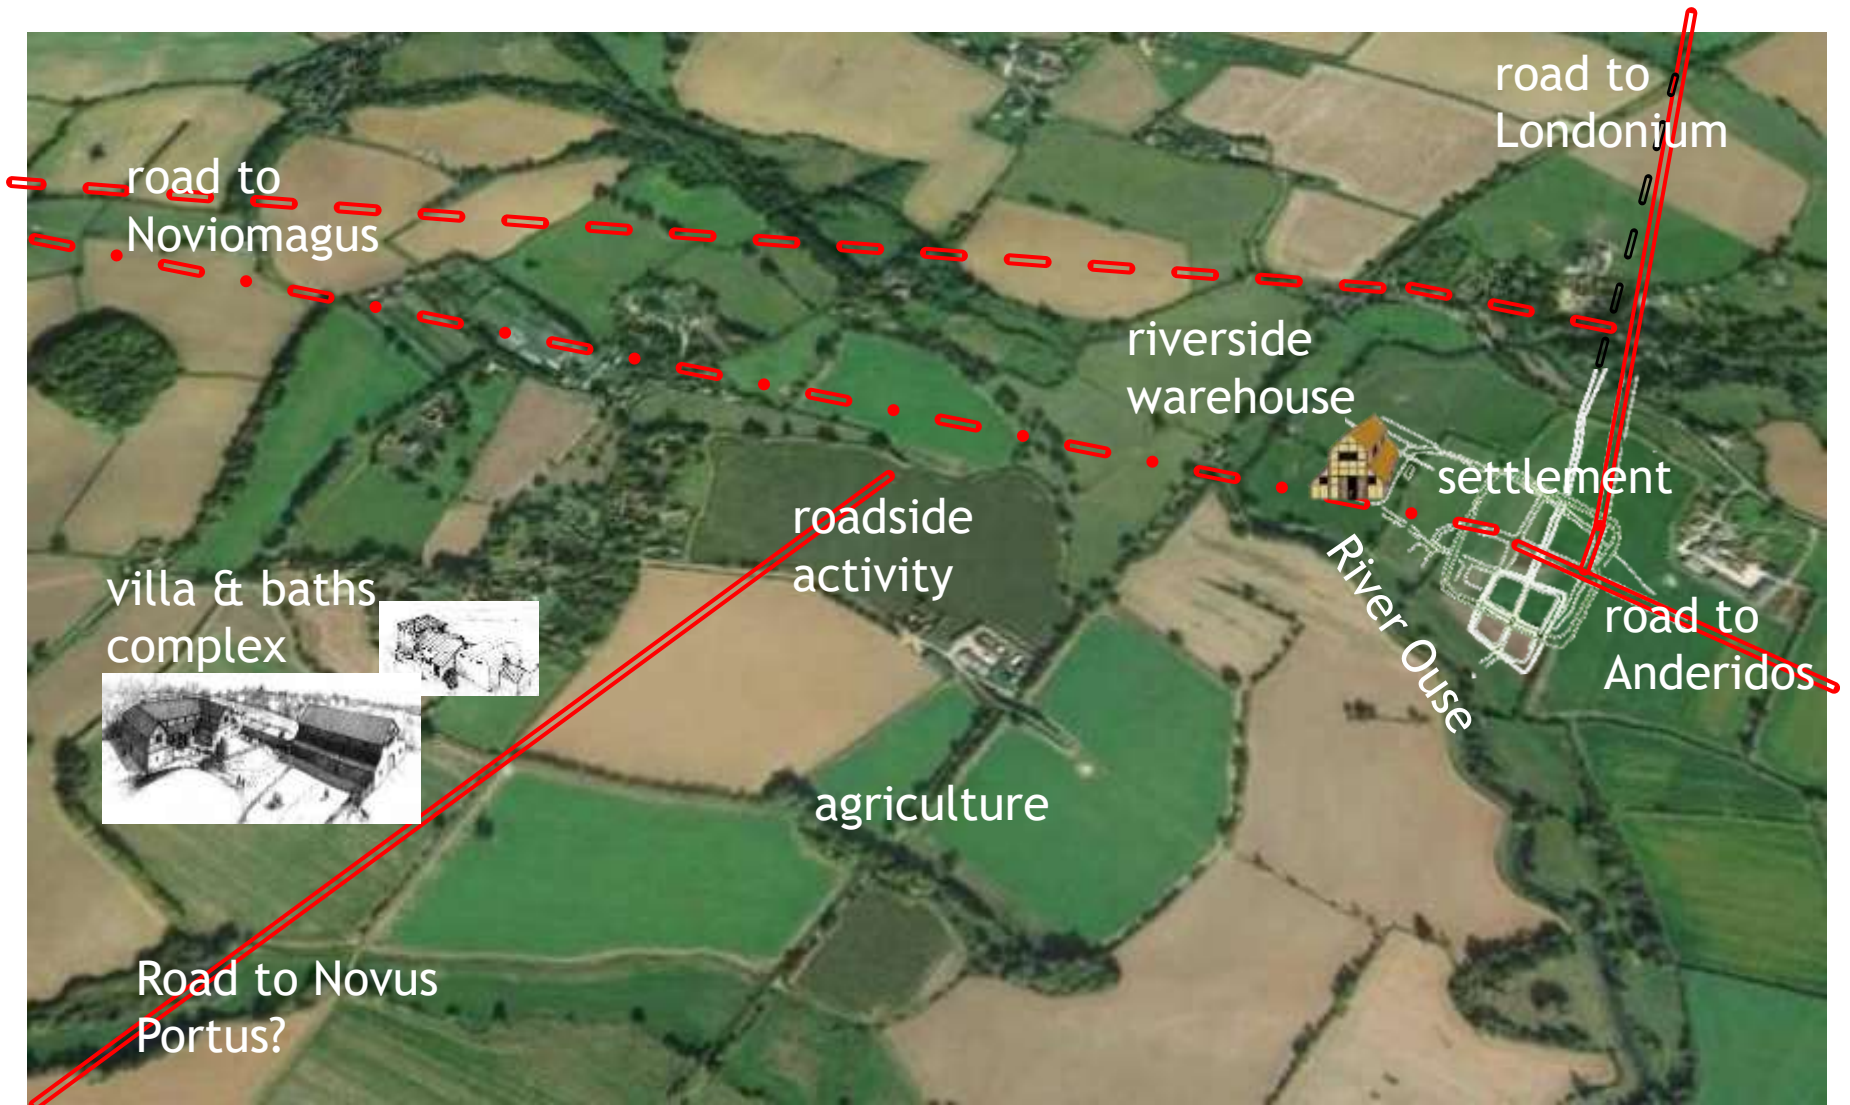 road to
Londonium
road to
Noviomagus
riverside
warehouse
settlement
roadside
activity
River Ouse
villa & baths
complex
road to
Anderidos
agriculture
Road to Novus
Portus?